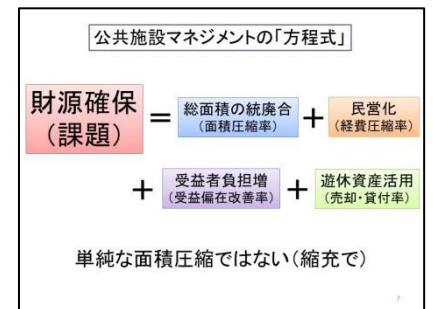 公共施設マネジメントの「方程式」
財源確保
（課題）
＝
総面積の統廃合
（面積圧縮率）
＋
民営化
（経費圧縮率）
＋
受益者負担増
（受益偏在改善率）
＋
遊休資産活用
（売却・貸付率）
単純な面積圧縮ではない（縮充で）
7